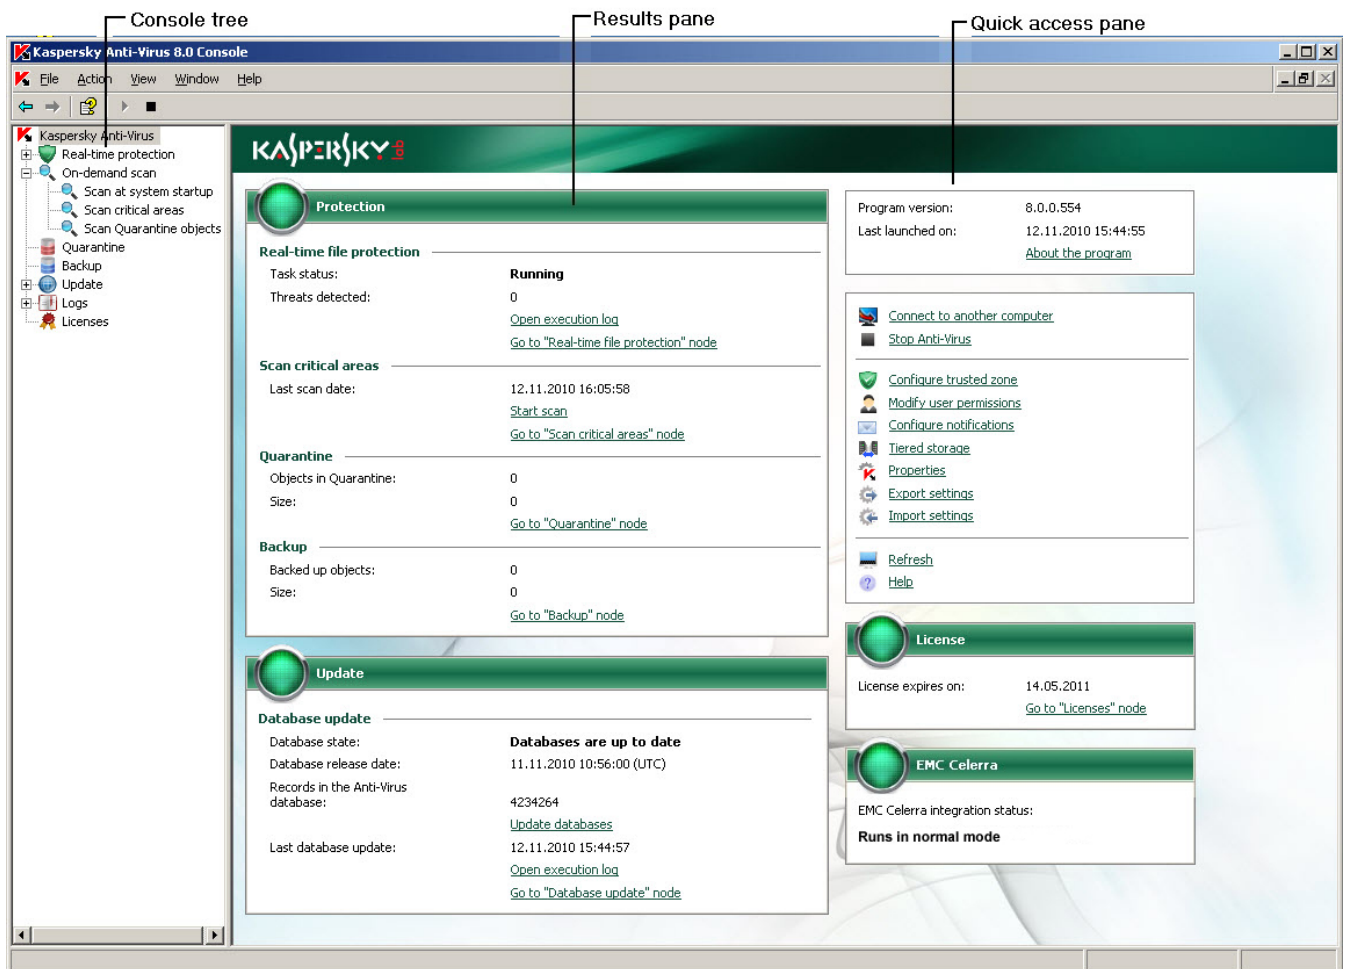 Console tree
Results pane
Quick access pane
Kaspersky Anti-Virus 8.0 Console
File Action View Window Help
Kaspersky Anti-Virus
Real-time protection
On-demand scan
Scan at system startup
Scan critical areas
Scan Quarantine objects
Quarantine
Backup
Update
Logs
Licenses
KASPERSKY lab
Protection
Real-time file protection
Task status: Running
Threats detected: 0
Open execution log
Go to "Real-time file protection" node
Scan critical areas
Last scan date: 12.11.2010 16:05:58
Start scan
Go to "Scan critical areas" node
Quarantine
Objects in Quarantine: 0
Size: 0
Go to "Quarantine" node
Backup
Backed up objects: 0
Size: 0
Go to "Backup" node
Update
Database update
Database state: Databases are up to date
Database release date: 11.11.2010 10:56:00 (UTC)
Records in the Anti-Virus
database: 4234264
Update databases
Last database update: 12.11.2010 15:44:57
Open execution log
Go to "Database update" node
Program version: 8.0.0.554
Last launched on: 12.11.2010 15:44:55
About the program
Connect to another computer
Stop Anti-Virus
Configure trusted zone
Modify user permissions
Configure notifications
Tiered storage
Properties
Export settings
Import settings
Refresh
Help
License
License expires on: 14.05.2011
Go to "Licenses" node
EMC Celerra
EMC Celerra integration status:
Runs in normal mode